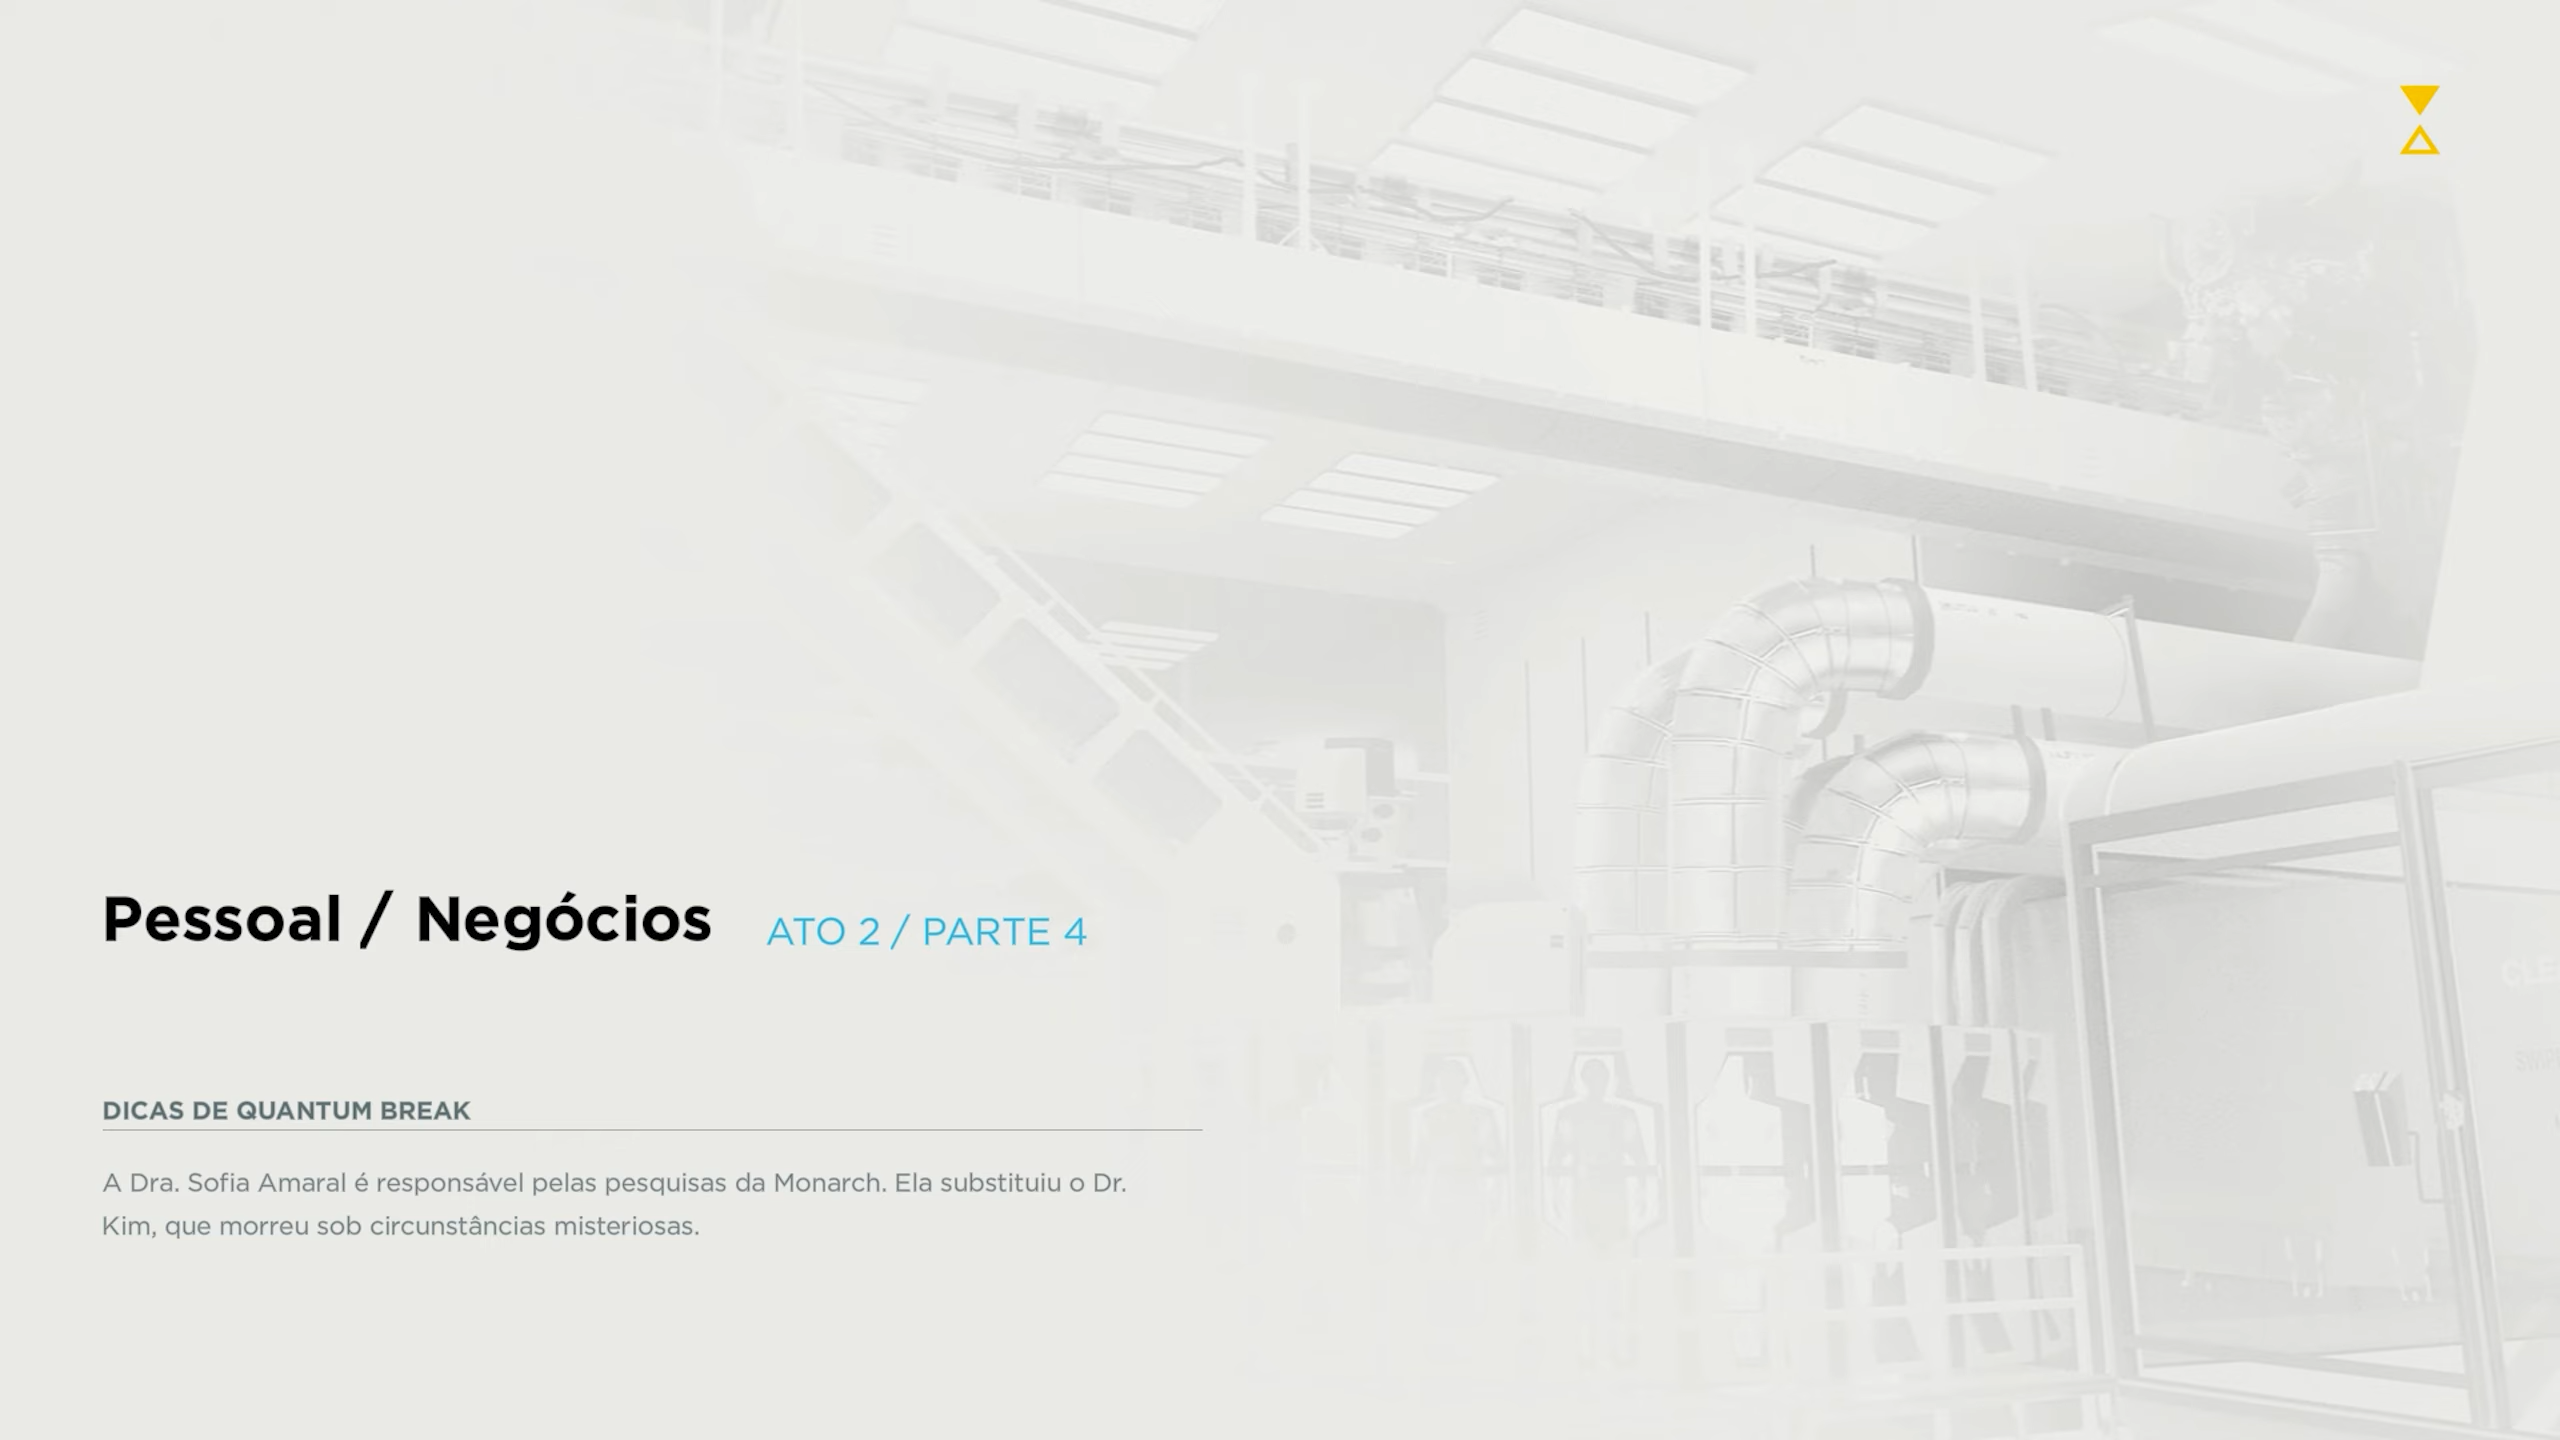 Pessoal / Negócios ATO 2 / PARTE 4
DICAS DE QUANTUM BREAK
A Dra. Sofia Amaral é responsável pelas pesquisas da Monarch. Ela substituiu o Dr.
Kim, que morreu sob circunstâncias misteriosas.